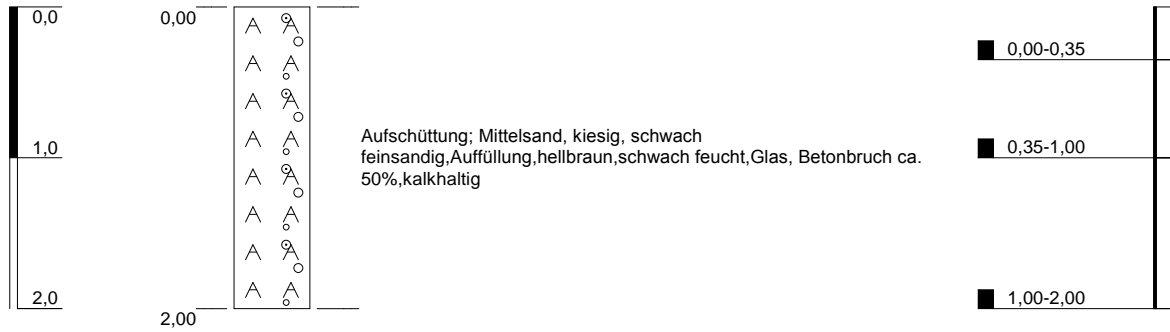 0,0
0,00
0,00-0,35
Aufschüttung; Mittelsand, kiesig, schwach
feinsandig,Auffüllung,hellbraun,schwach feucht,Glas, Betonbruch ca.
50%,kalkhaltig
1,0
0,35-1,00
2,0
1,00-2,00
2,00